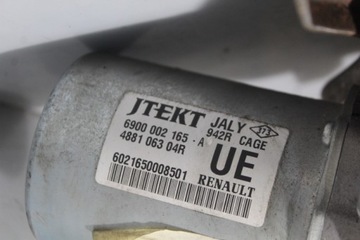 JTEKT JALY
6900 002 165 - A 942R CAGE
4881 063 04R
UE
6021650008501 RENAULT